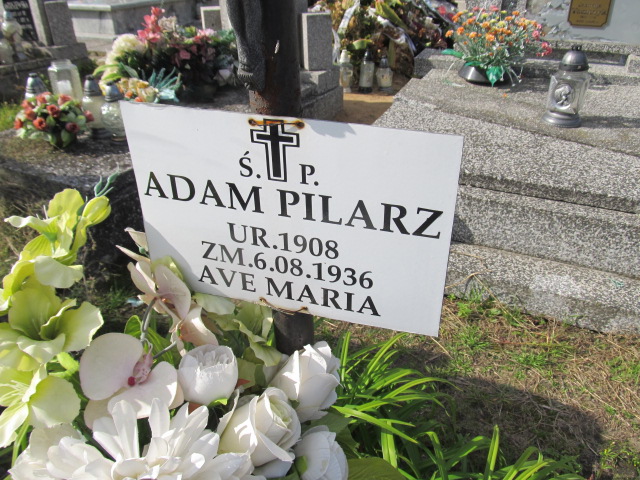 Ś. P.
ADAM PILARZ
UR.1908
ZM.6.08.1936
AVE MARIA